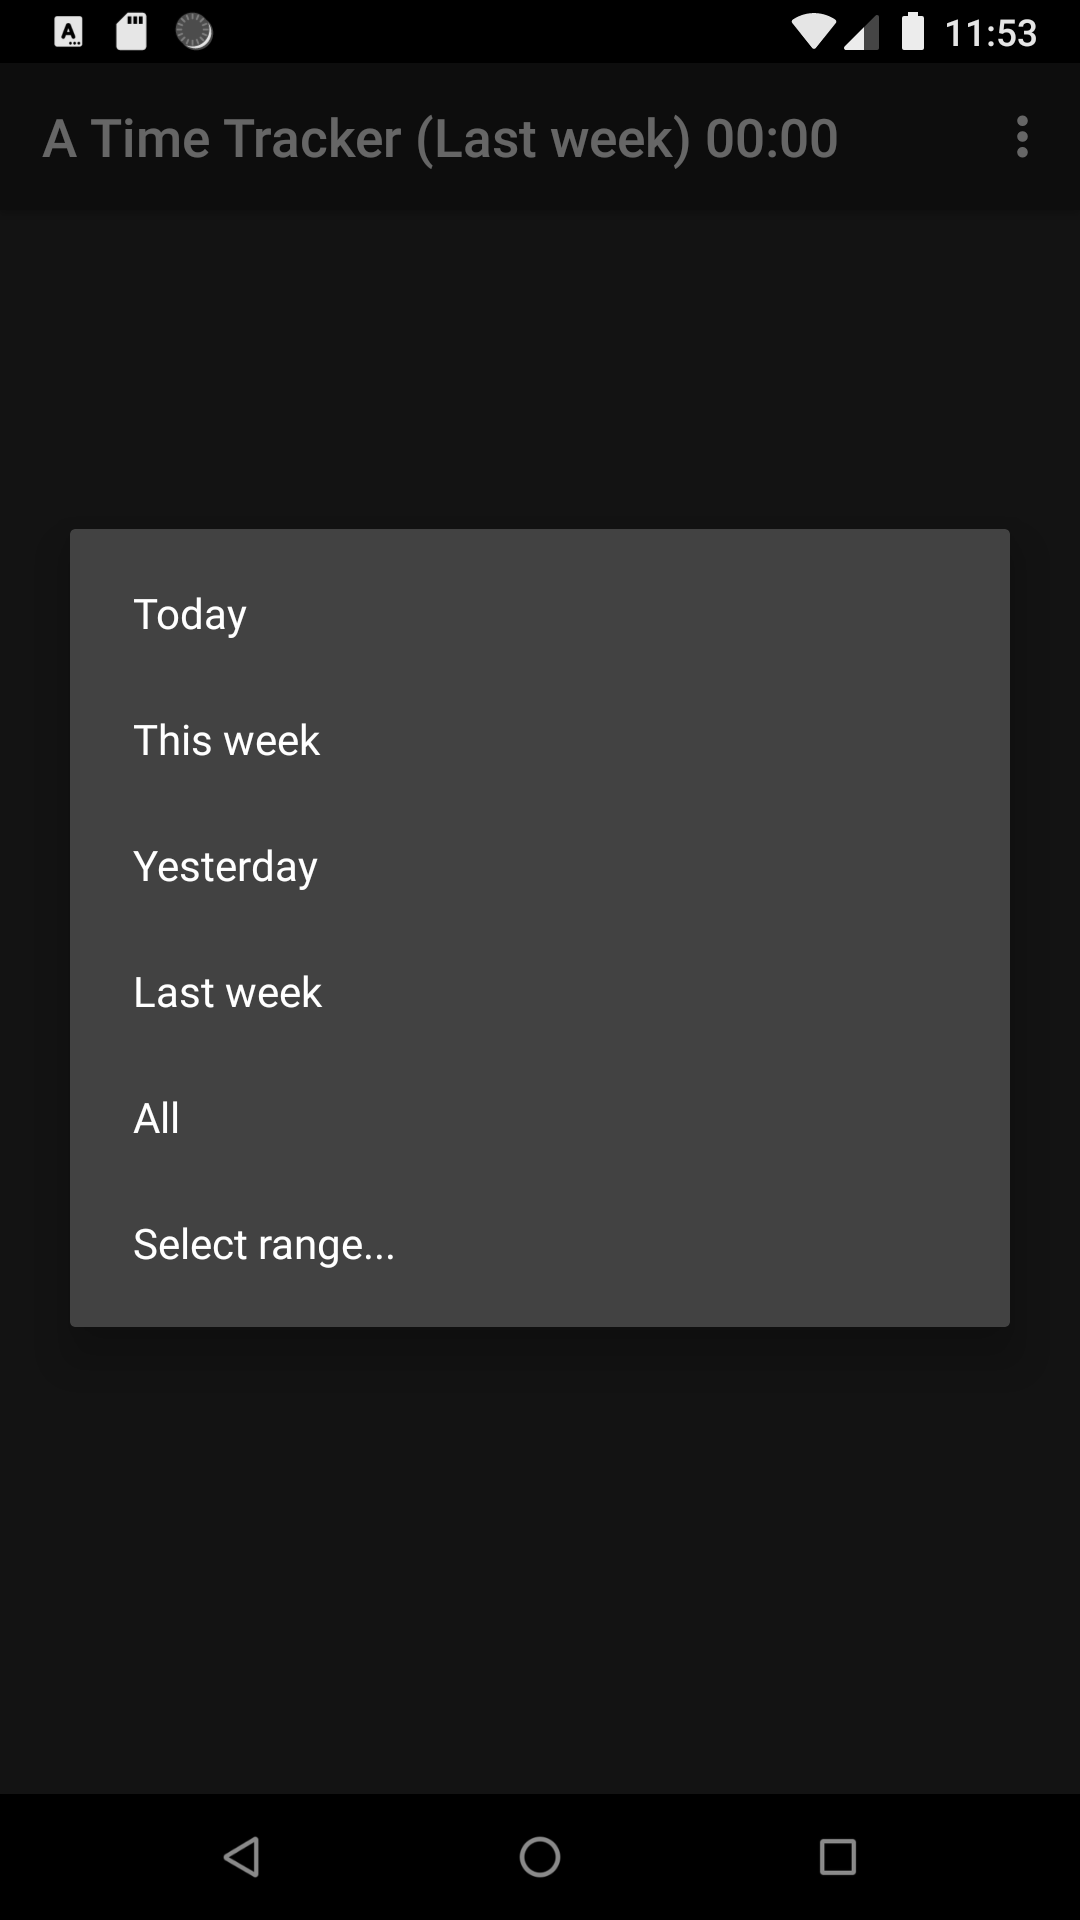 11:53
A Time Tracker (Last week) 00:00
Today
This week
Yesterday
Last week
All
Select range...